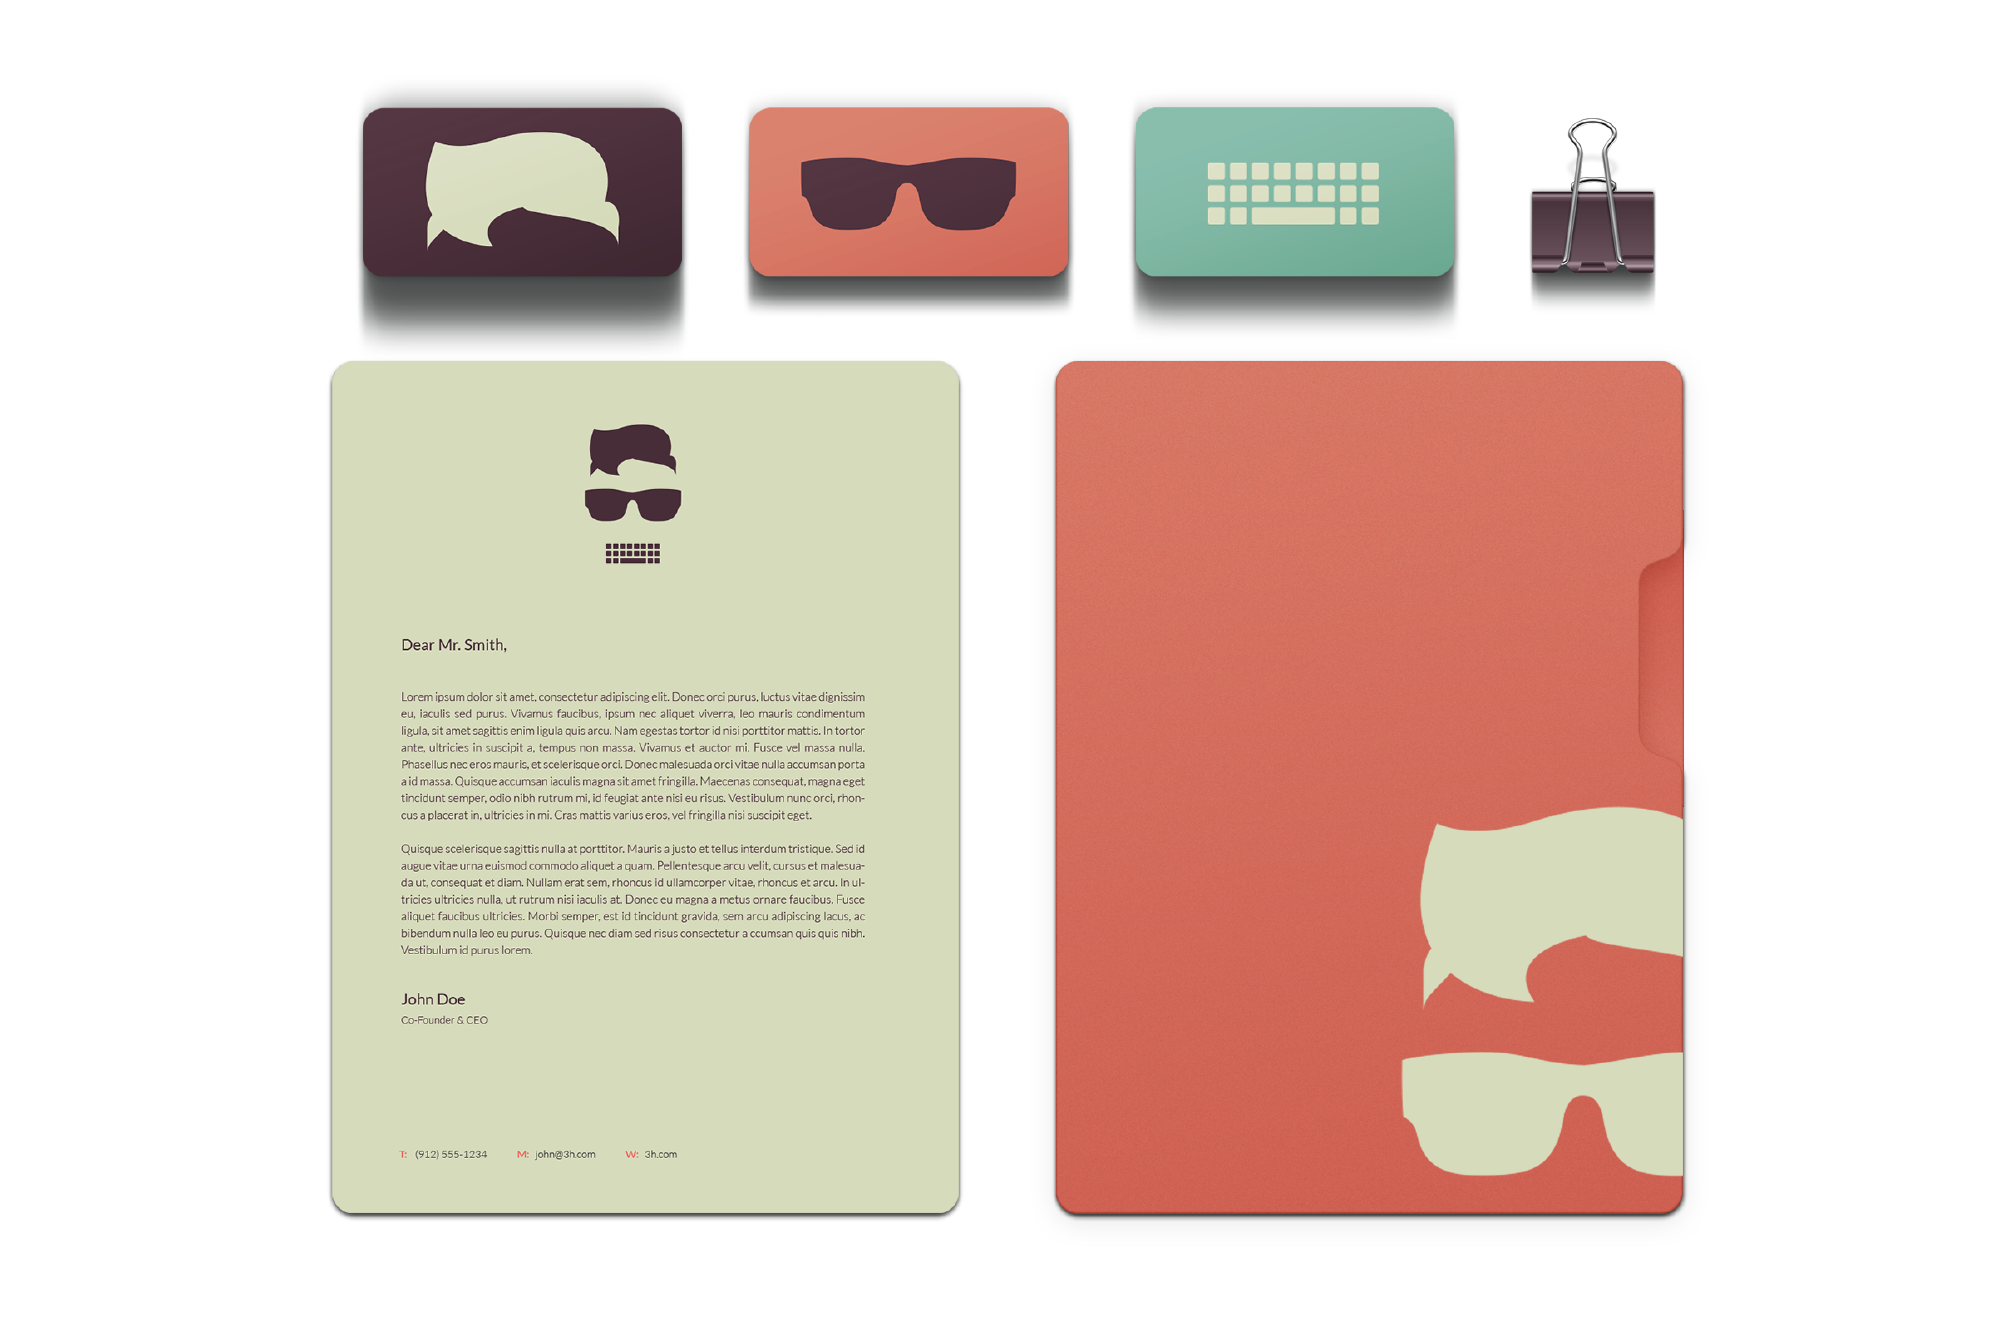 Dear Mr. Smith,
Lorem ipsum dolor sit amet, consectetur adipiscing elit. Donec orci purus, luctus vitae dignissim
eu, iaculis sed purus. Vivamus faucibus, ipsum nec aliquet viverra, leo mauris condimentum
ligula, sit amet sagittis enim ligula quis arcu. Nam egestas tortor id nisi porttitor mattis. In tortor
ante, ultricies in suscipit a, tempus non massa. Vivamus et auctor mi. Fusce vel massa nulla.
Phasellus nec eros mauris, et scelerisque orci. Donec malesuada orci vitae nulla accumsan porta
a id massa. Quisque accumsan iaculis magna sit amet fringilla. Maecenas consequat, magna eget
tincidunt semper, odio nibh rutrum mi, id feugiat ante nisi eu risus. Vestibulum nunc orci, rhon-
cus a placerat in, ultricies in mi. Cras mattis varius eros, vel fringilla nisi suscipit eget.
Quisque scelerisque sagittis nulla at porttitor. Mauris a justo et tellus interdum tristique. Sed id
augue vitae urna euismod commodo aliquet a quam. Pellentesque arcu velit, cursus et malesua-
da ut, consequat et diam. Nullam erat sem, rhoncus id ullamcorper vitae, rhoncus et arcu. In ul-
tricies ultricies nulla, ut rutrum nisi iaculis at. Donec eu magna a metus ornare faucibus. Fusce
aliquet faucibus ultricies. Morbi semper, est id tincidunt gravida, sem arcu adipiscing lacus, ac
bibendum nulla leo eu purus. Quisque nec diam sed risus consectetur a ccumsan quis quis nibh.
Vestibulum id purus lorem.
John Doe
Co-Founder & CEO
T: (912) 555-1234 M: john@3h.com W: 3h.com